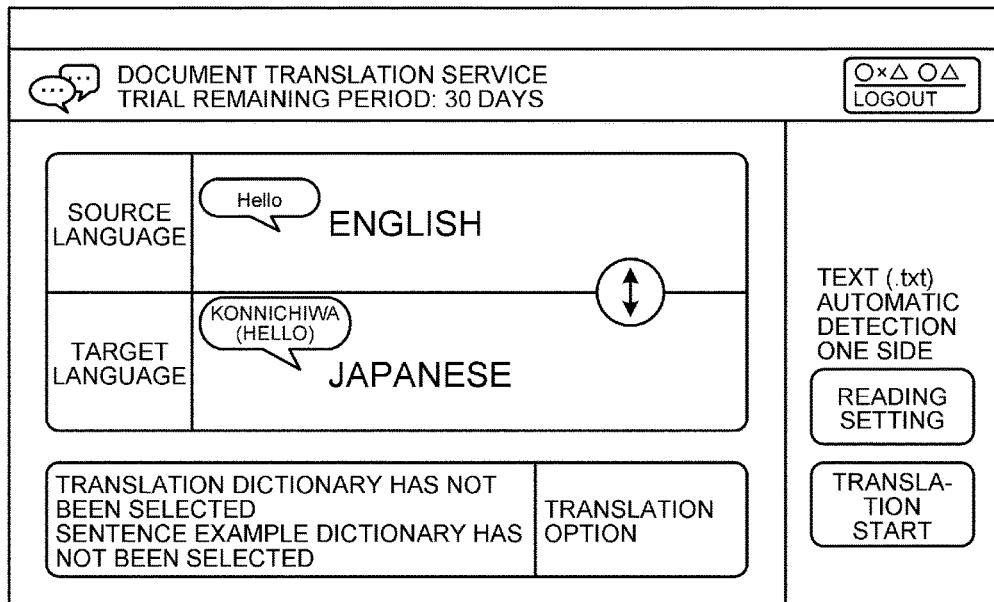 DOCUMENT TRANSLATION SERVICE
TRIAL REMAINING PERIOD: 30 DAYS
○×△ ○△
LOGOUT
SOURCE
LANGUAGE
Hello
ENGLISH
TARGET
LANGUAGE
KONNICHIWA
(HELLO)
JAPANESE
TRANSLATION DICTIONARY HAS NOT
BEEN SELECTED
SENTENCE EXAMPLE DICTIONARY HAS
NOT BEEN SELECTED
TRANSLATION
OPTION
TEXT (.txt)
AUTOMATIC
DETECTION
ONE SIDE
READING
SETTING
TRANSLA-
TION
START